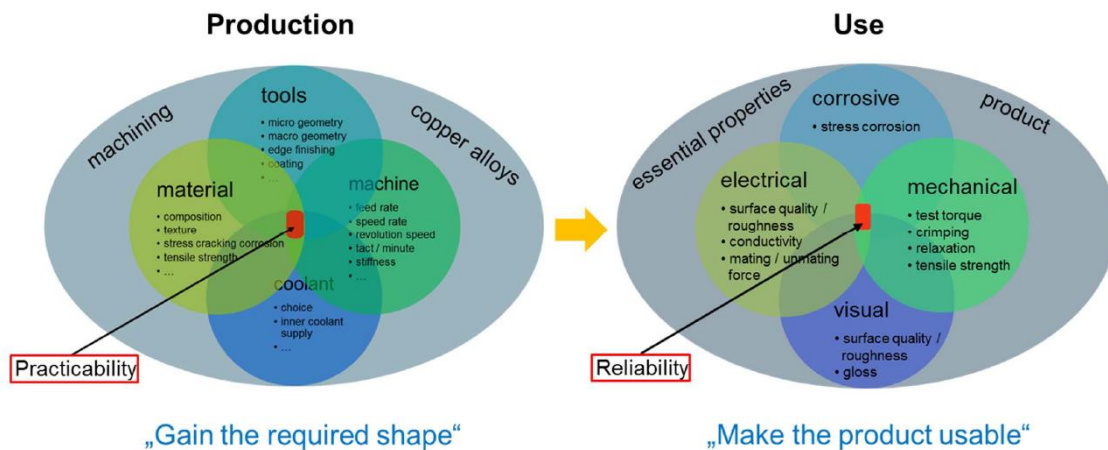 Production
machining
copper alloys
tools
• micro geometry
• macro geometry
• edge finishing
• coating
• ...
material
• composition
• texture
• stress cracking corrosion
• tensile strength
• ...
machine
• feed rate
• speed rate
• revolution speed
• tact / minute
• stiffness
• ...
coolant
• choice
• inner coolant
supply
• ...
Practicability
„Gain the required shape“
Use
essential properties
product
corrosive
• stress corrosion
electrical
• surface quality /
roughness
• conductivity
• mating / unmating
force
mechanical
• test torque
• crimping
• relaxation
• tensile strength
visual
• surface quality /
roughness
• gloss
Reliability
„Make the product usable“